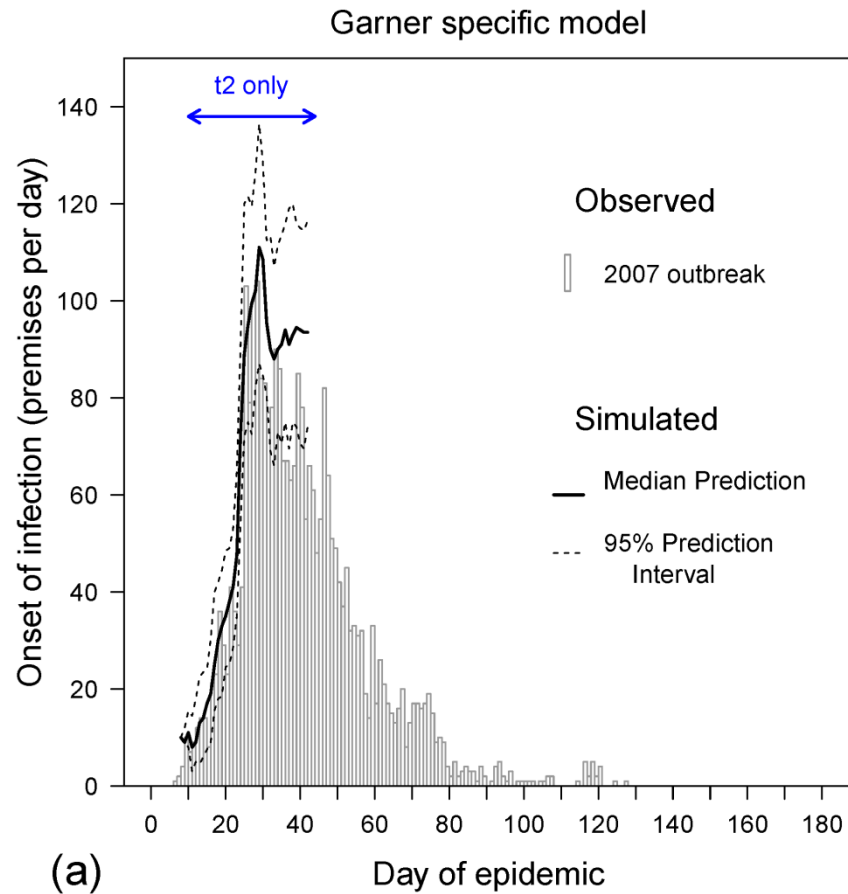 Garner specific model
t2 only
Onset of infection (premises per day)
140
120
100
80
60
40
20
0
Observed
2007 outbreak
Simulated
Median Prediction
95% Prediction
Interval
0 20 40 60 80 100 120 140 160 180
(a)
Day of epidemic